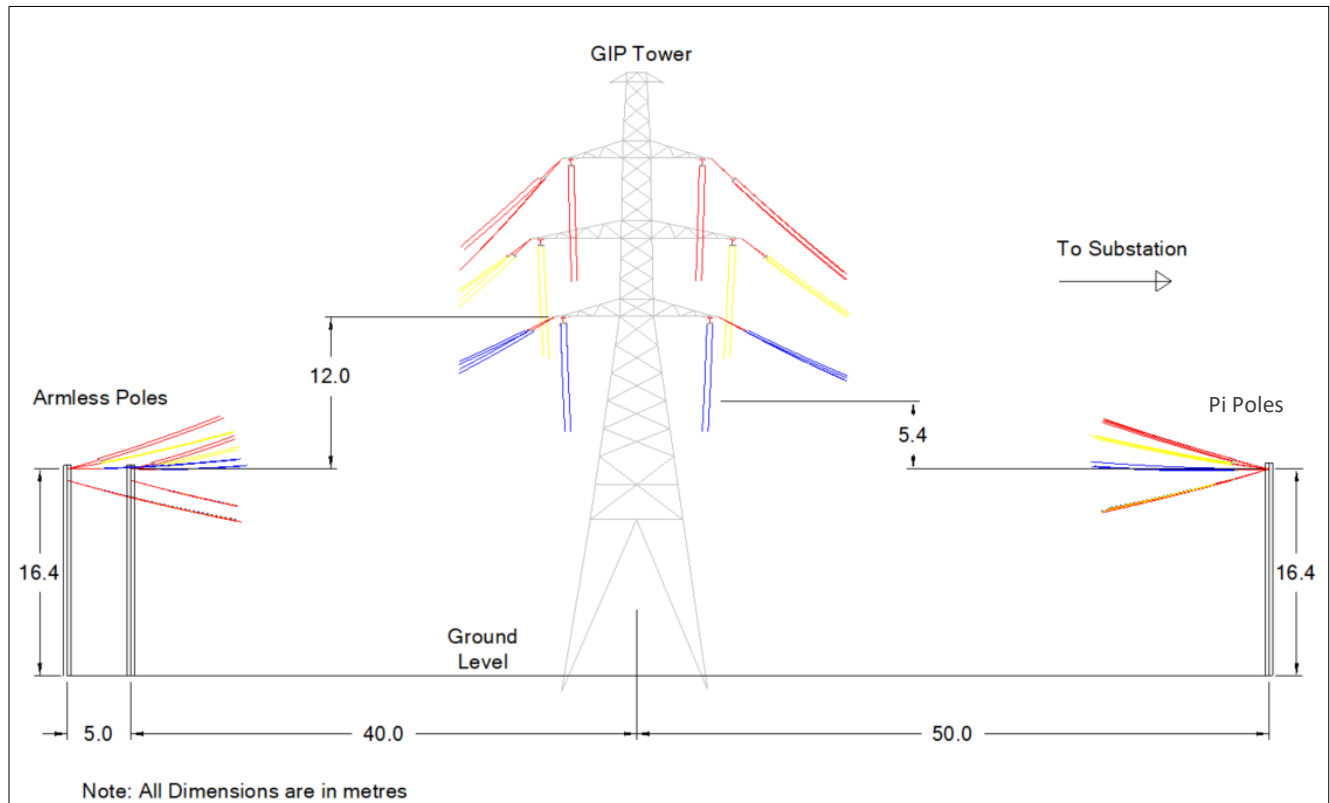 GIP Tower
To Substation
12.0
Armless Poles
Pi Poles
5.4
16.4
16.4
Ground
Level
5.0
40.0
50.0
Note: All Dimensions are in metres